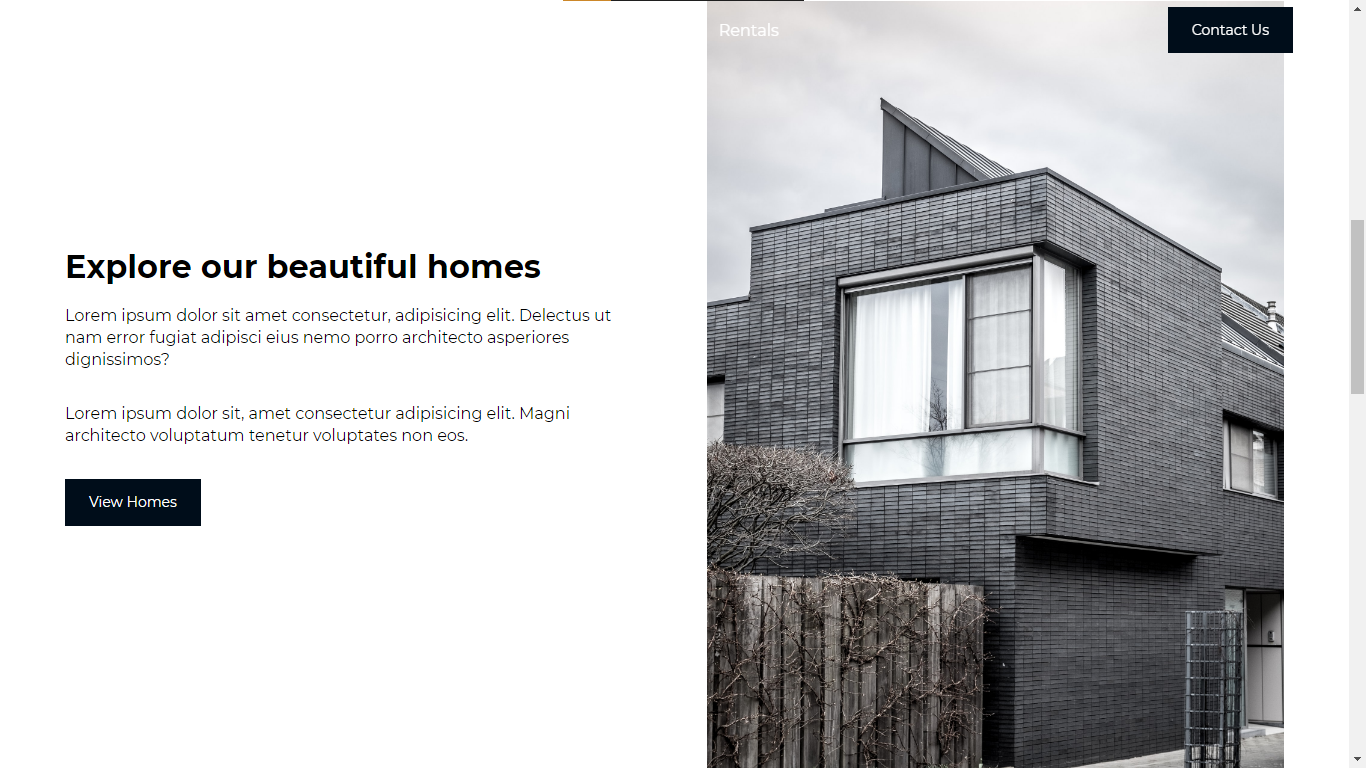 Rentals
Contact Us
Explore our beautiful homes
Lorem ipsum dolor sit amet consectetur, adipisicing elit. Delectus ut
nam error fugiat adipisci eius nemo porro architecto asperiores
dignissimos?
Lorem ipsum dolor sit, amet consectetur adipisicing elit. Magni
architecto voluptatum tenetur voluptates non eos.
View Homes